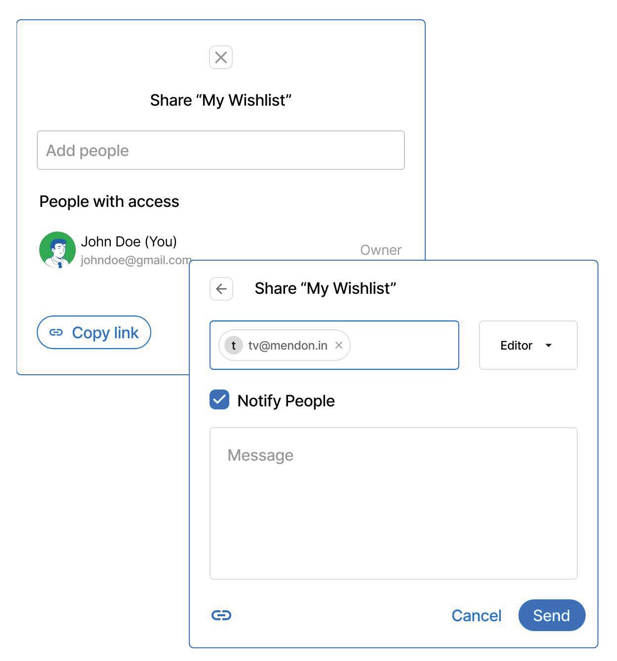 Share “My Wishlist”
Add people
People with access
John Doe (You)
johndoe@gmail.com
Owner
Copy link
Share “My Wishlist”
t tv@mendon.in
Editor
Notify People
Message
Cancel
Send